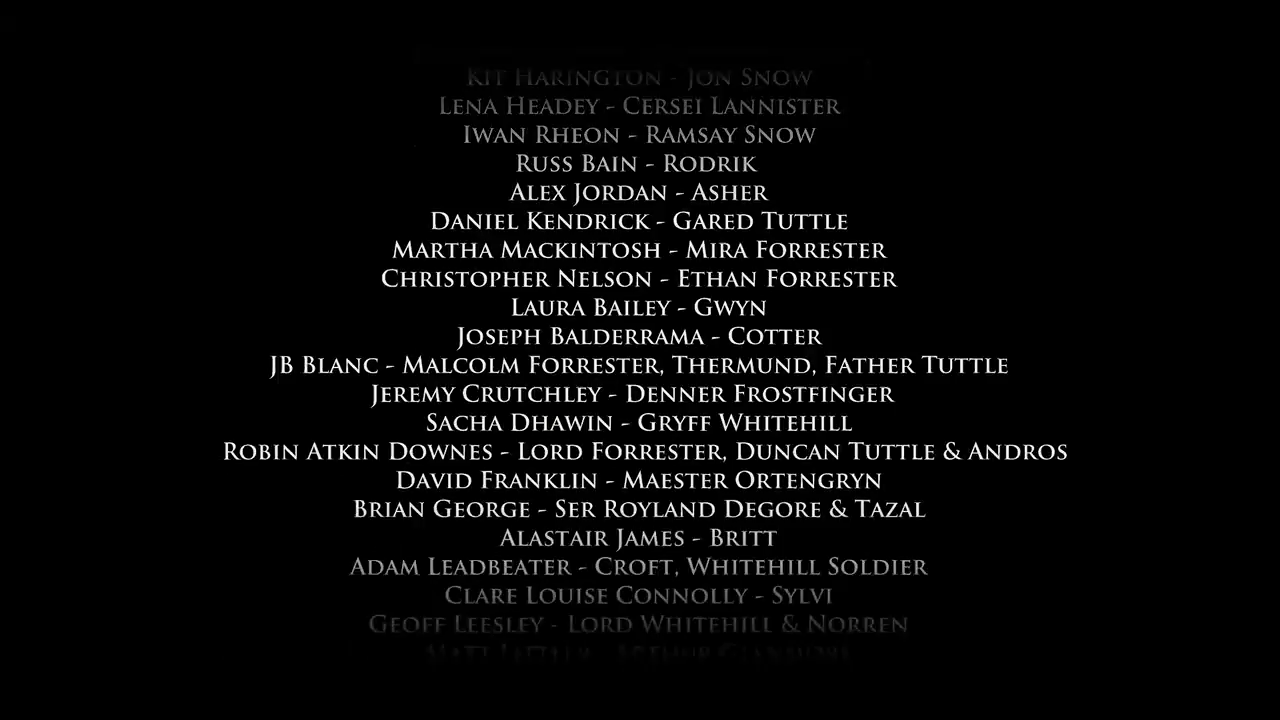 Kit Harington - Jon Snow
Lena Headey - Cersei Lannister
Iwan Rheon - Ramsay Snow
Russ Bain - Rodrik
Alex Jordan - Asher
Daniel Kendrick - Gared Tuttle
Martha Mackintosh - Mira Forrester
Christopher Nelson - Ethan Forrester
Laura Bailey - Gwyn
Joseph Balderrama - Cotter
JB Blanc - Malcolm Forrester, Thermund, Father Tuttle
Jeremy Crutchley - Denner Frostfinger
Sacha Dhawin - Gryff Whitehill
Robin Atkin Downes - Lord Forrester, Duncan Tuttle & Andros
David Franklin - Maester Ortengryn
Brian George - Ser Royland Degore & Tazal
Alastair James - Britt
Adam Leadbeater - Croft, Whitehill Soldier
Clare Louise Connolly - Sylvi
Geoff Leesley - Lord Whitehill & Norren